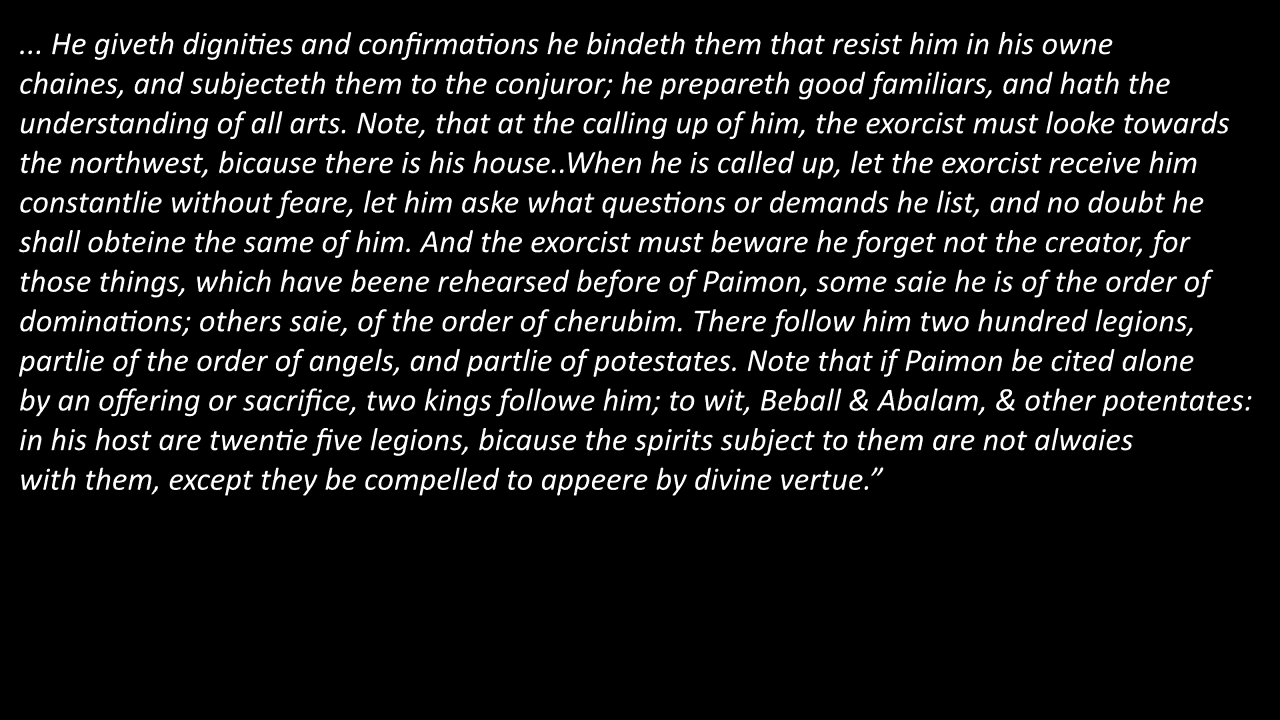 ... He giveth dignities and confirmations he bindeth them that resist him in his owne
chaines, and subjecteth them to the conjuror; he prepareth good familiars, and hath the
understanding of all arts. Note, that at the calling up of him, the exorcist must looke towards
the northwest, bicause there is his house..When he is called up, let the exorcist receive him
constantlie without feare, let him aske what questions or demands he list, and no doubt he
shall obteine the same of him. And the exorcist must beware he forget not the creator, for
those things, which have beene rehearsed before of Paimon, some saie he is of the order of
dominations; others saie, of the order of cherubim. There follow him two hundred legions,
partlie of the order of angels, and partlie of potestates. Note that if Paimon be cited alone
by an offering or sacrifice, two kings followe him; to wit, Beball & Abalam, & other potentates:
in his host are twentie five legions, bicause the spirits subject to them are not alwaies
with them, except they be compelled to appeere by divine vertue.”